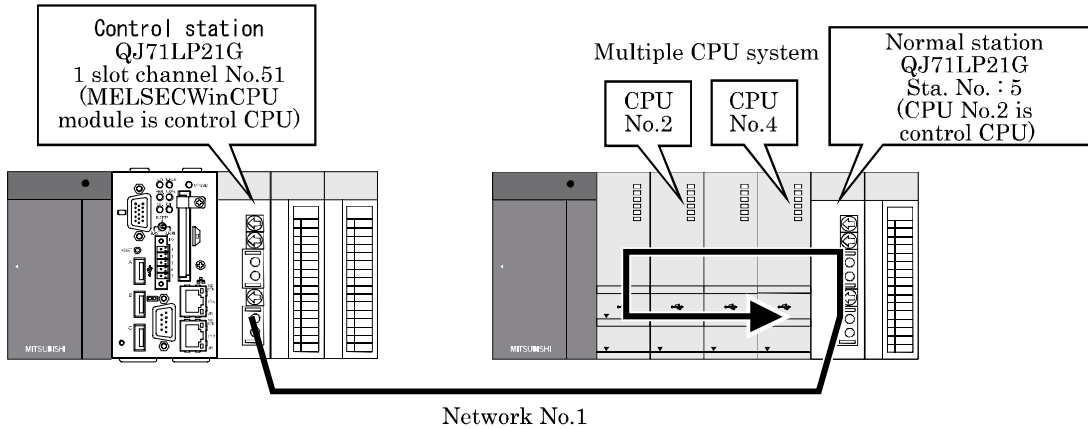 Control station
QJ71LP21G
1 slot channel No.51
(MELSECWinCPU
module is control CPU)
Multiple CPU system
CPU
No.2
CPU
No.4
Normal station
QJ71LP21G
Sta. No. : 5
(CPU No.2 is
control CPU)
A
B
C
MITSUBISHI
MITSUBISHI
Network No.1